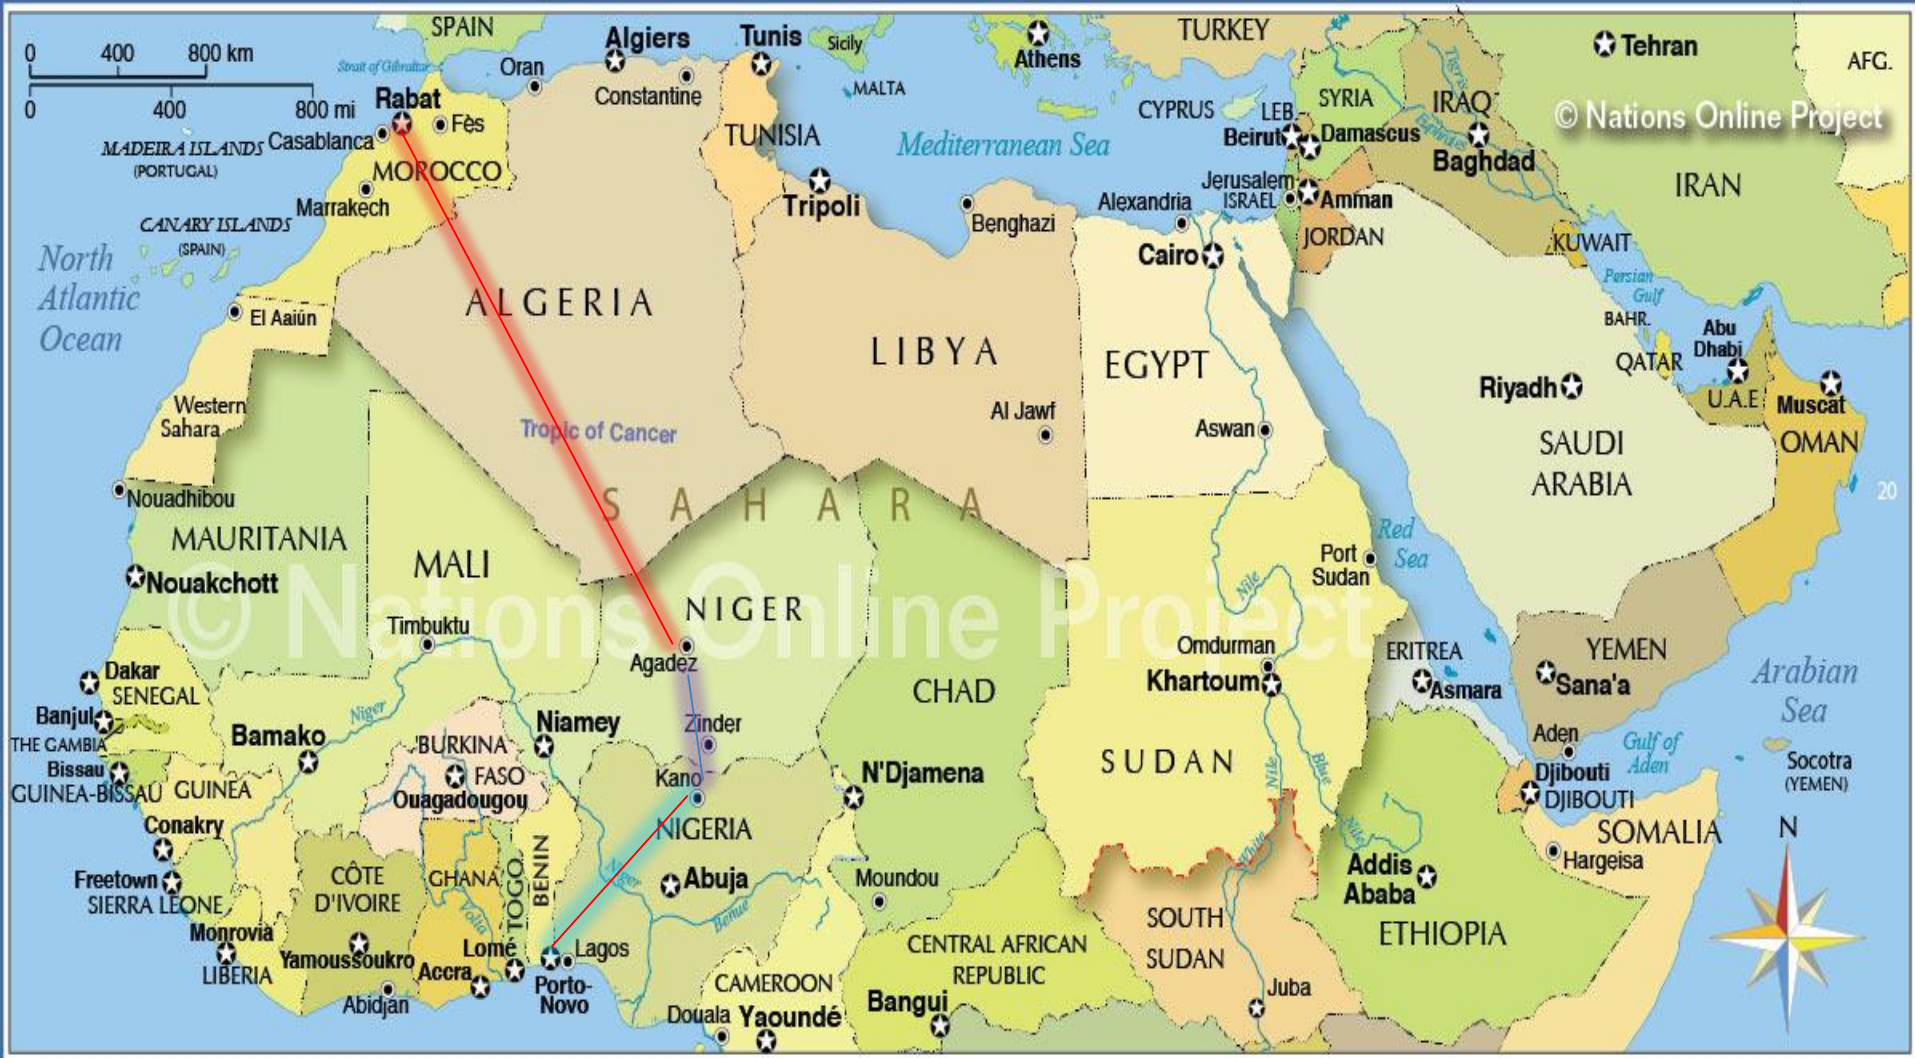 SPAIN
Algiers
Tunis
Sicily
Athens
TURKEY
Tehran
AFG.
0 400 800 km
0 400 800 mi
Strait of Gibraltar
Oran
Constantine
MALTA
CYPRUS
LEB.
SYRIA
IRAQ
Tigris
Euphrates
© Nations Online Project
Rabat
Fès
Casablanca
MADEIRA ISLANDS
(PORTUGAL)
MOROCCO
Marrakech
TUNISIA
Mediterranean Sea
Beirut
Damascus
Baghdad
IRAN
Tripoli
Benghazi
Alexandria
Jerusalem
ISRAEL
Amman
JORDAN
KUWAIT
CANARY ISLANDS
(SPAIN)
North
Atlantic
Ocean
Cairo
Persian
Gulf
BAHR.
QATAR
Abu
Dhabi
El Aaiún
ALGERIA
LIBYA
EGYPT
Riyadh
U.A.E
Muscat
OMAN
Western
Sahara
Tropic of Cancer
Al Jawf
Aswan
SAUDI
ARABIA
20
Nouadhibou
SAHARA
MAURITANIA
Nouakchott
MALI
Port
Sudan
Red
Sea
Nile
© Nations Online Project
Timbuktu
NIGER
Agadez
Omdurman
Khartoum
ERITREA
Asmara
YEMEN
Sana'a
Arabian
Sea
Dakar
SENEGAL
Banjul
THE GAMBIA
Bissau
GUINEA-BISSAU
Bamako
Niger
BURKINA
FASO
Ouagadougou
Niamey
Zinder
Kano
CHAD
N'Djamena
SUDAN
Nile
Blue
Aden
Gulf of
Aden
Socotra
(YEMEN)
Djibouti
DJIBOUTI
SOMALIA
Hargeisa
N
GUINEA
Conakry
Freetown
SIERRA LEONE
Monrovia
LIBERIA
CÔTE
D'IVOIRE
Yamoussoukro
Abidjan
GHANA
Volta
Accra
TOGO
Lomé
BENIN
Porto-
Novo
Lagos
NIGERIA
Niger
Abuja
Benue
Moundou
White
Nile
Addis
Ababa
ETHIOPIA
SOUTH
SUDAN
Juba
CENTRAL AFRICAN
REPUBLIC
Bangui
CAMEROON
Douala
Yaoundé